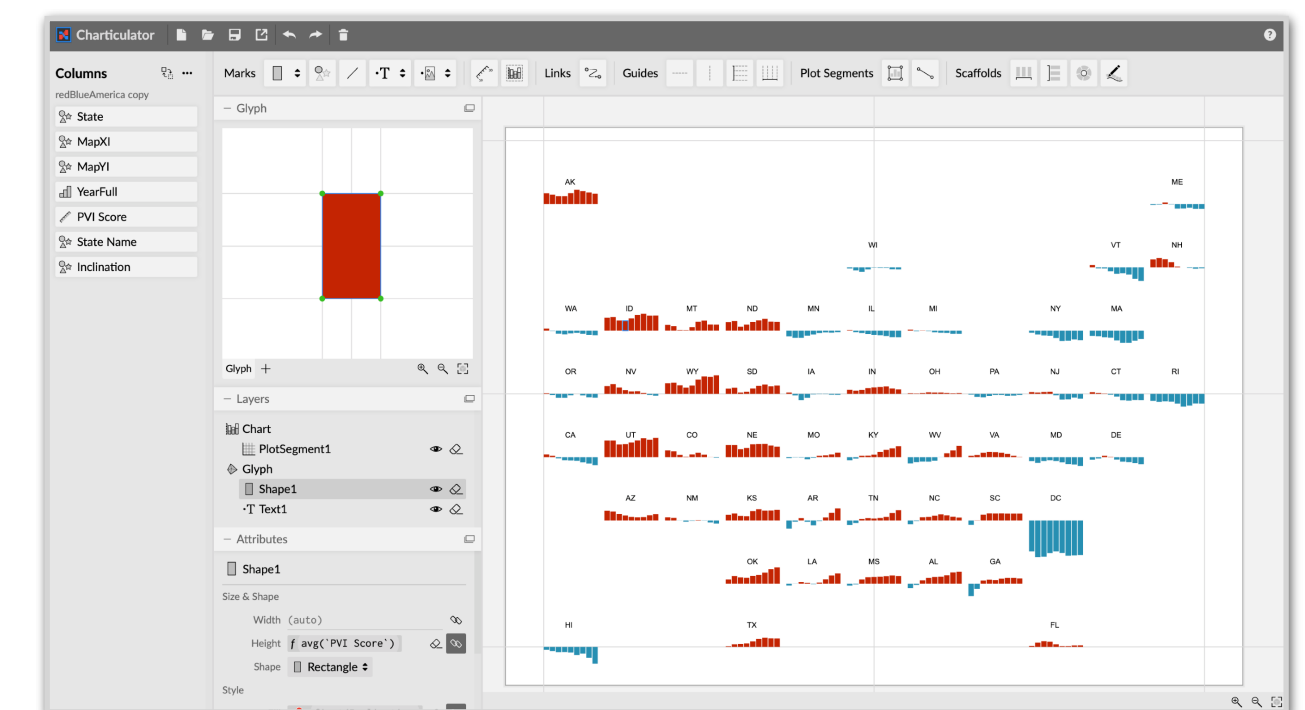 Charticulator
Columns
redBlueAmerica copy
State
MapXI
MapYI
YearFull
PVI Score
State Name
Inclination
Marks T Links Guides Plot Segments Scaffolds
Glyph
Glyph
Layers
Chart
PlotSegment1
Glyph
Shape1
T Text1
Attributes
Shape1
Size & Shape
Width (auto)
Height f avg(`PVI Score`)
Shape Rectangle
Style
AK ME
WI VT NH
WA ID MT ND MN IL MI NY MA
OR NV WY SD IA IN OH PA NJ CT RI
CA UT CO NE MO KY WV VA MD DE
AZ NM KS AR TN NC SC DC
OK LA MS AL GA
HI TX FL